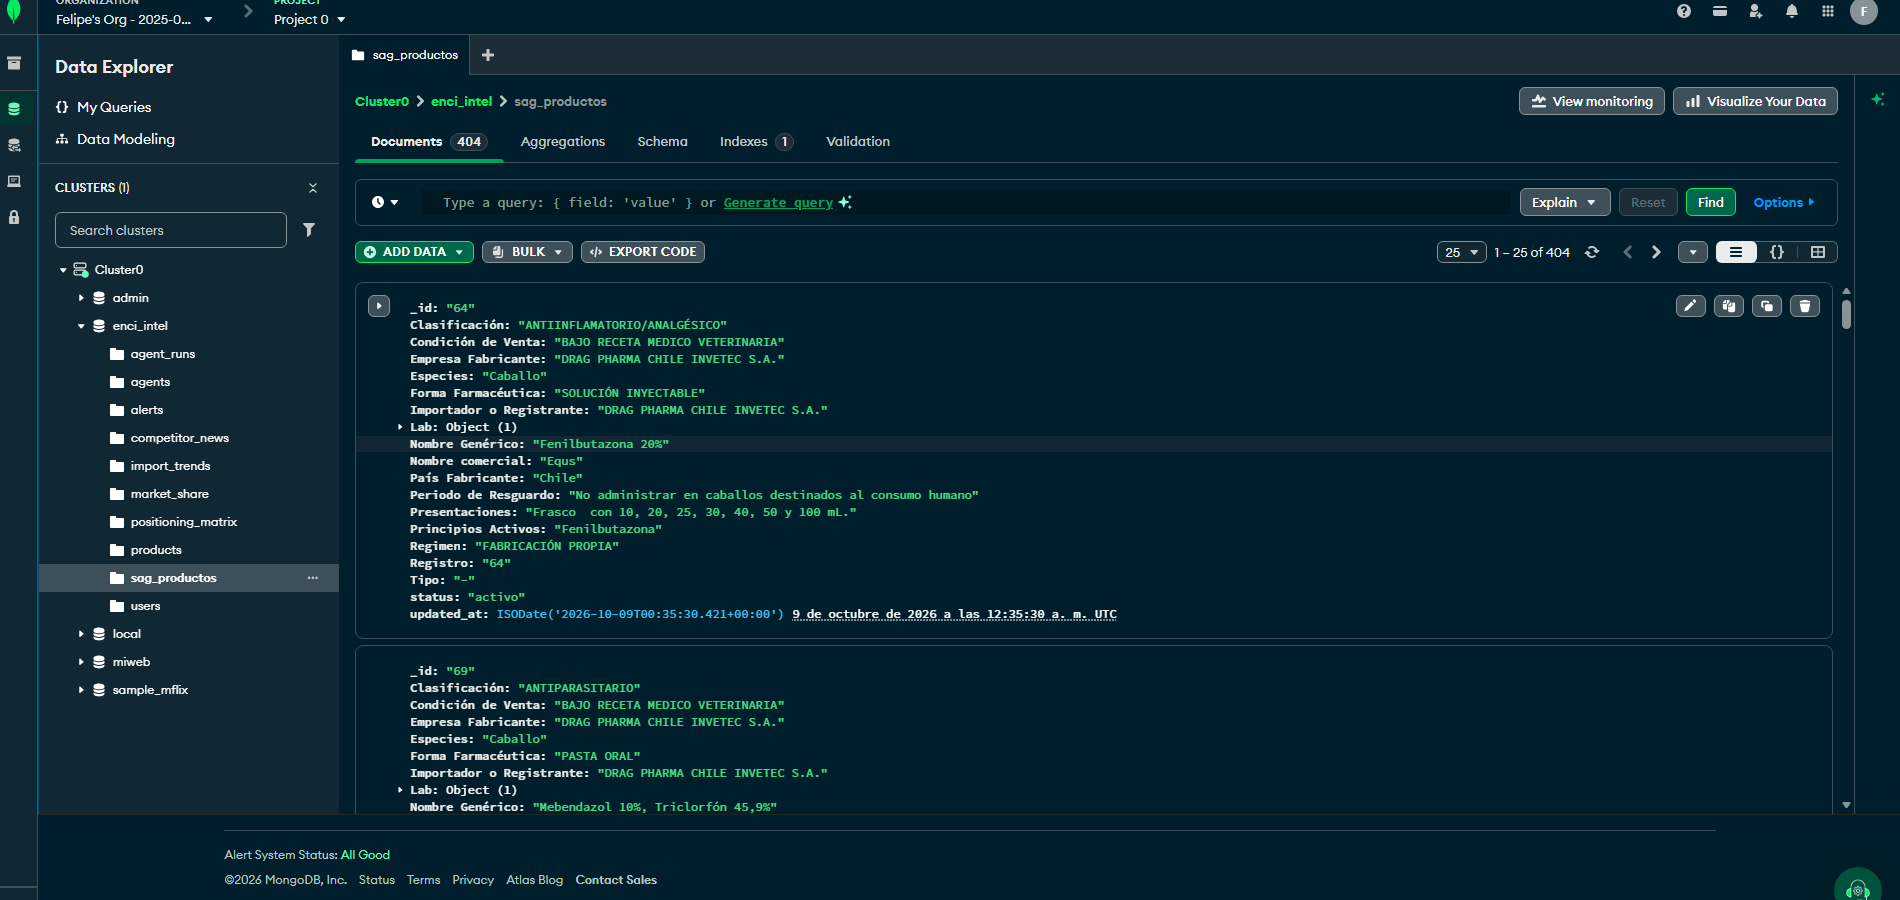 ORGANIZATION
Felipe's Org - 2025-0...
PROJECT
Project 0
F
Data Explorer
My Queries
Data Modeling
CLUSTERS (1)
Search clusters
Cluster0
admin
enci_intel
agent_runs
agents
alerts
competitor_news
import_trends
market_share
positioning_matrix
products
sag_productos
users
local
miweb
sample_mflix
sag_productos
Cluster0 > enci_intel > sag_productos
View monitoring
Visualize Your Data
Documents 404
Aggregations
Schema
Indexes 1
Validation
Type a query: { field: 'value' } or Generate query
Explain
Reset
Find
Options
ADD DATA
BULK
EXPORT CODE
25
1 – 25 of 404
_id: "64"
Clasificación: "ANTIINFLAMATORIO/ANALGÉSICO"
Condición de Venta: "BAJO RECETA MEDICO VETERINARIA"
Empresa Fabricante: "DRAG PHARMA CHILE INVETEC S.A."
Especies: "Caballo"
Forma Farmacéutica: "SOLUCIÓN INYECTABLE"
Importador o Registrante: "DRAG PHARMA CHILE INVETEC S.A."
Lab: Object (1)
Nombre Genérico: "Fenilbutazona 20%"
Nombre comercial: "Equs"
País Fabricante: "Chile"
Periodo de Resguardo: "No administrar en caballos destinados al consumo humano"
Presentaciones: "Frasco  con 10, 20, 25, 30, 40, 50 y 100 mL."
Principios Activos: "Fenilbutazona"
Regimen: "FABRICACIÓN PROPIA"
Registro: "64"
Tipo: "-"
status: "activo"
updated_at: ISODate('2026-10-09T00:35:30.421+00:00') 9 de octubre de 2026 a las 12:35:30 a. m. UTC
_id: "69"
Clasificación: "ANTIPARASITARIO"
Condición de Venta: "BAJO RECETA MEDICO VETERINARIA"
Empresa Fabricante: "DRAG PHARMA CHILE INVETEC S.A."
Especies: "Caballo"
Forma Farmacéutica: "PASTA ORAL"
Importador o Registrante: "DRAG PHARMA CHILE INVETEC S.A."
Lab: Object (1)
Nombre Genérico: "Mebendazol 10%, Triclorfón 45,9%"
Alert System Status: All Good
©2026 MongoDB, Inc. Status Terms Privacy Atlas Blog Contact Sales